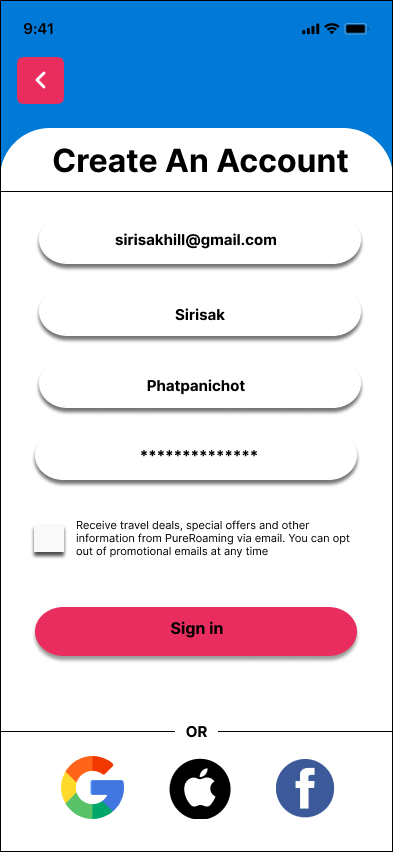 9:41
Create An Account
sirisakhill@gmail.com
Sirisak
Phatpanichot
**************
Receive travel deals, special offers and other
information from PureRoaming via email. You can opt
out of promotional emails at any time
Sign in
OR